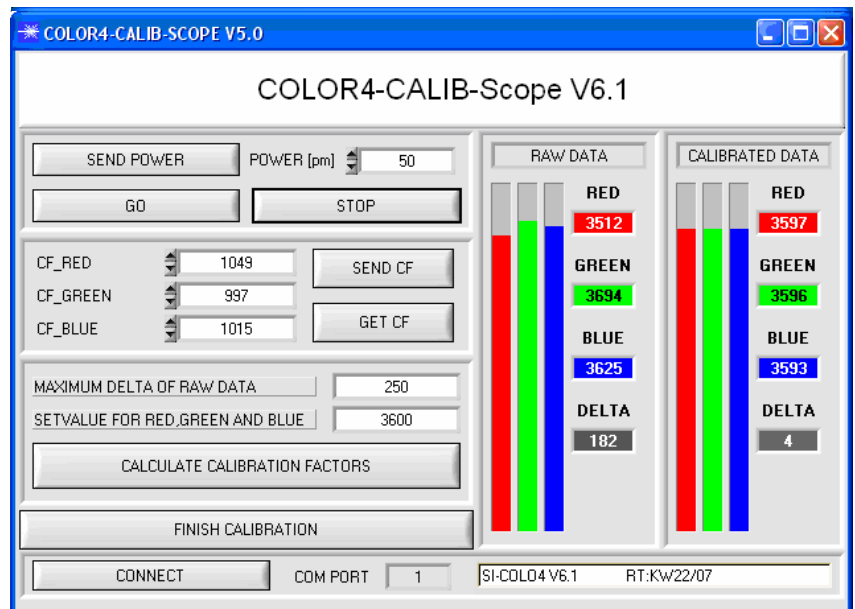 COLOR4-CALIB-SCOPE V5.0
COLOR4-CALIB-Scope V6.1
SEND POWER POWER [pm] 50
GO STOP
CF_RED 1049 SEND CF
CF_GREEN 997
CF_BLUE 1015 GET CF
MAXIMUM DELTA OF RAW DATA 250
SETVALUE FOR RED,GREEN AND BLUE 3600
CALCULATE CALIBRATION FACTORS
FINISH CALIBRATION
RAW DATA
RED
3512
GREEN
3694
BLUE
3625
DELTA
182
CALIBRATED DATA
RED
3597
GREEN
3596
BLUE
3593
DELTA
4
CONNECT COM PORT 1 SI-COLO4 V6.1 RT:KW22/07